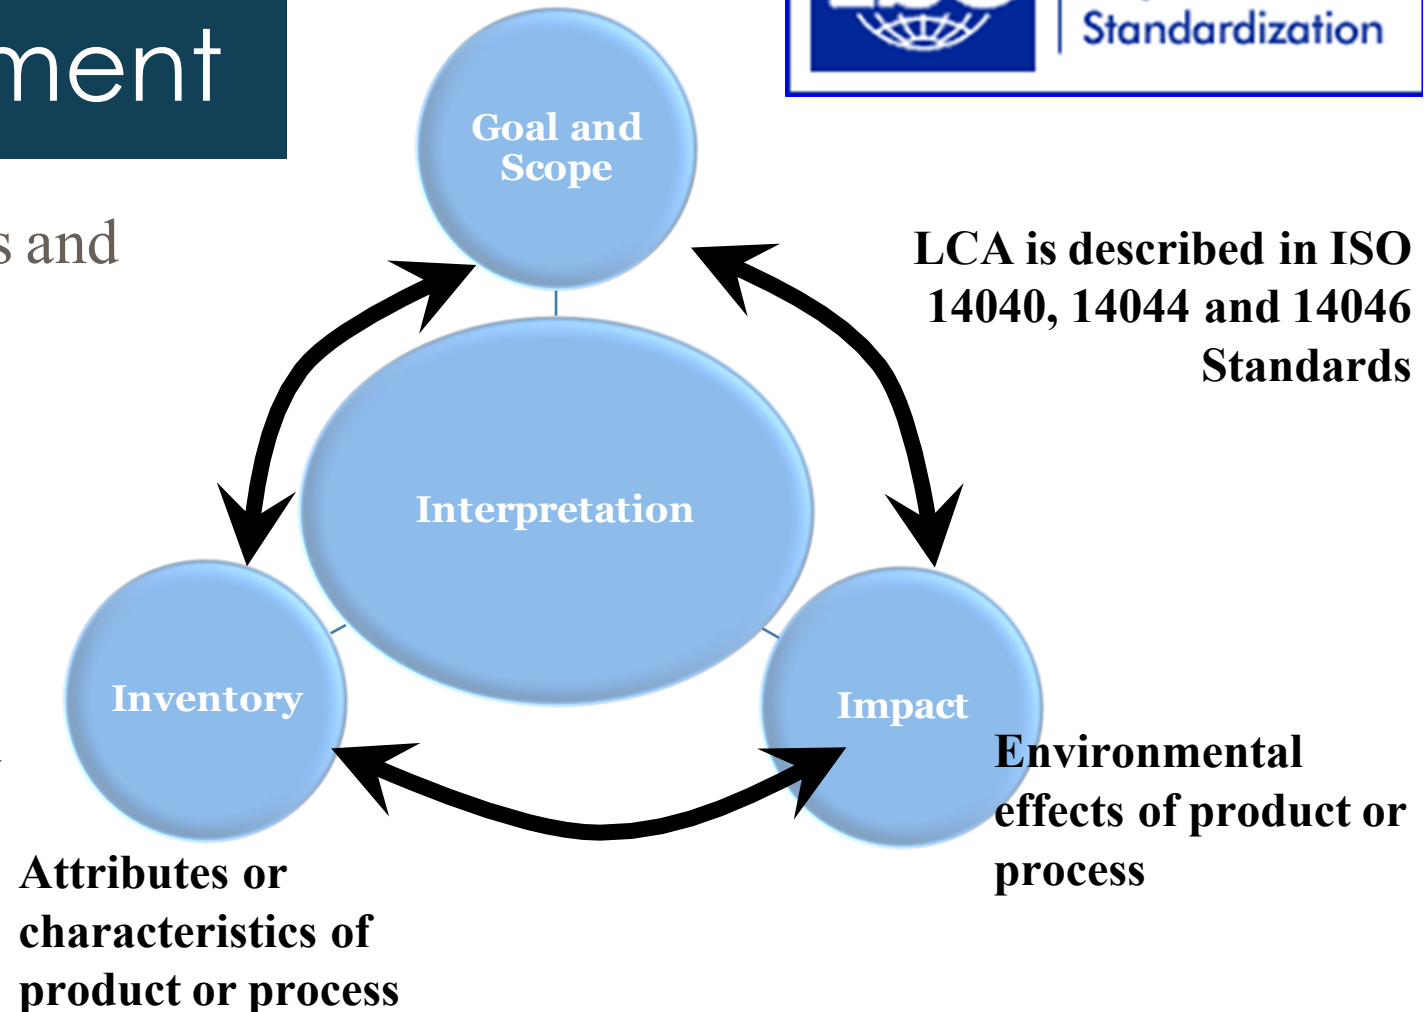 ment
Standardization
Goal and
Scope
s and
LCA is described in ISO
14040, 14044 and 14046
Standards
Interpretation
Inventory
Impact
Environmental
effects of product or
process
Attributes or
characteristics of
product or process